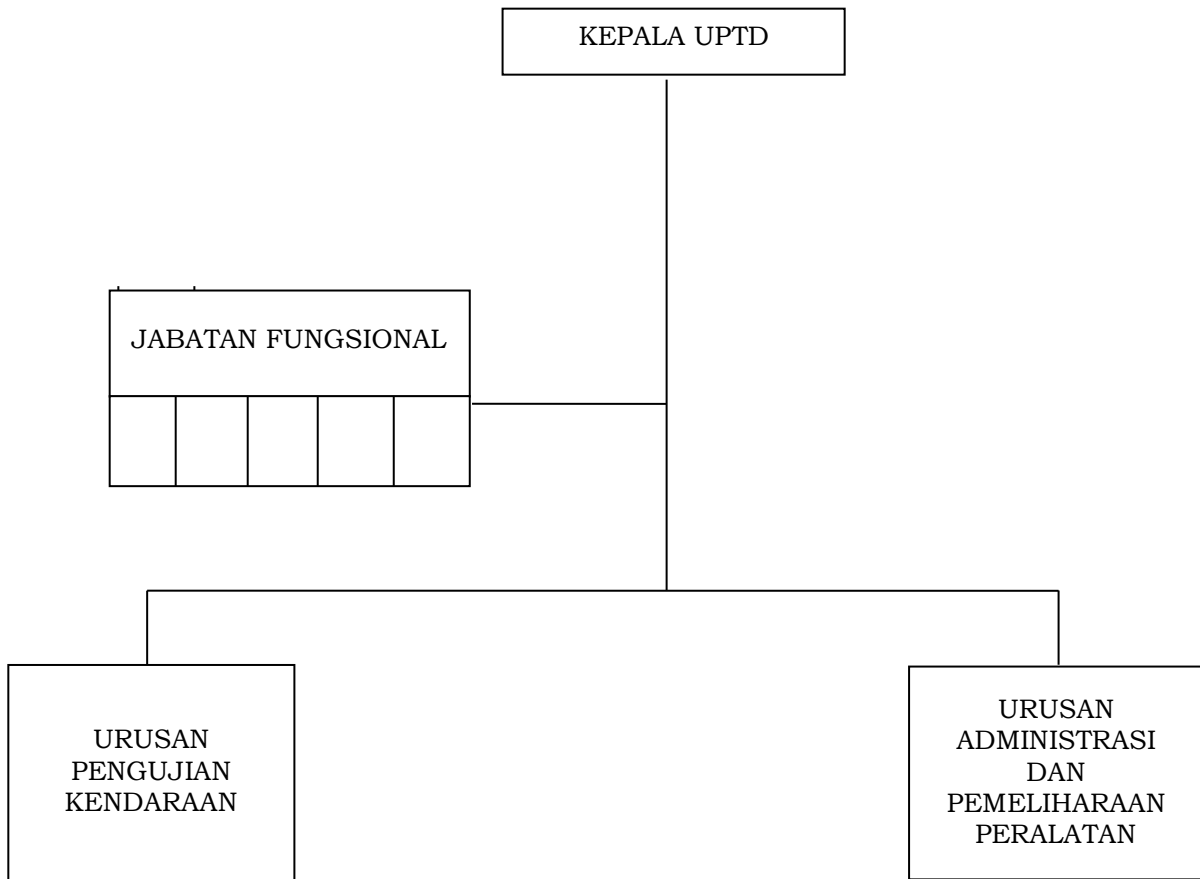 KEPALA UPTD
JABATAN FUNGSIONAL
URUSAN
PENGUJIAN
KENDARAAN
URUSAN
ADMINISTRASI
DAN
PEMELIHARAAN
PERALATAN